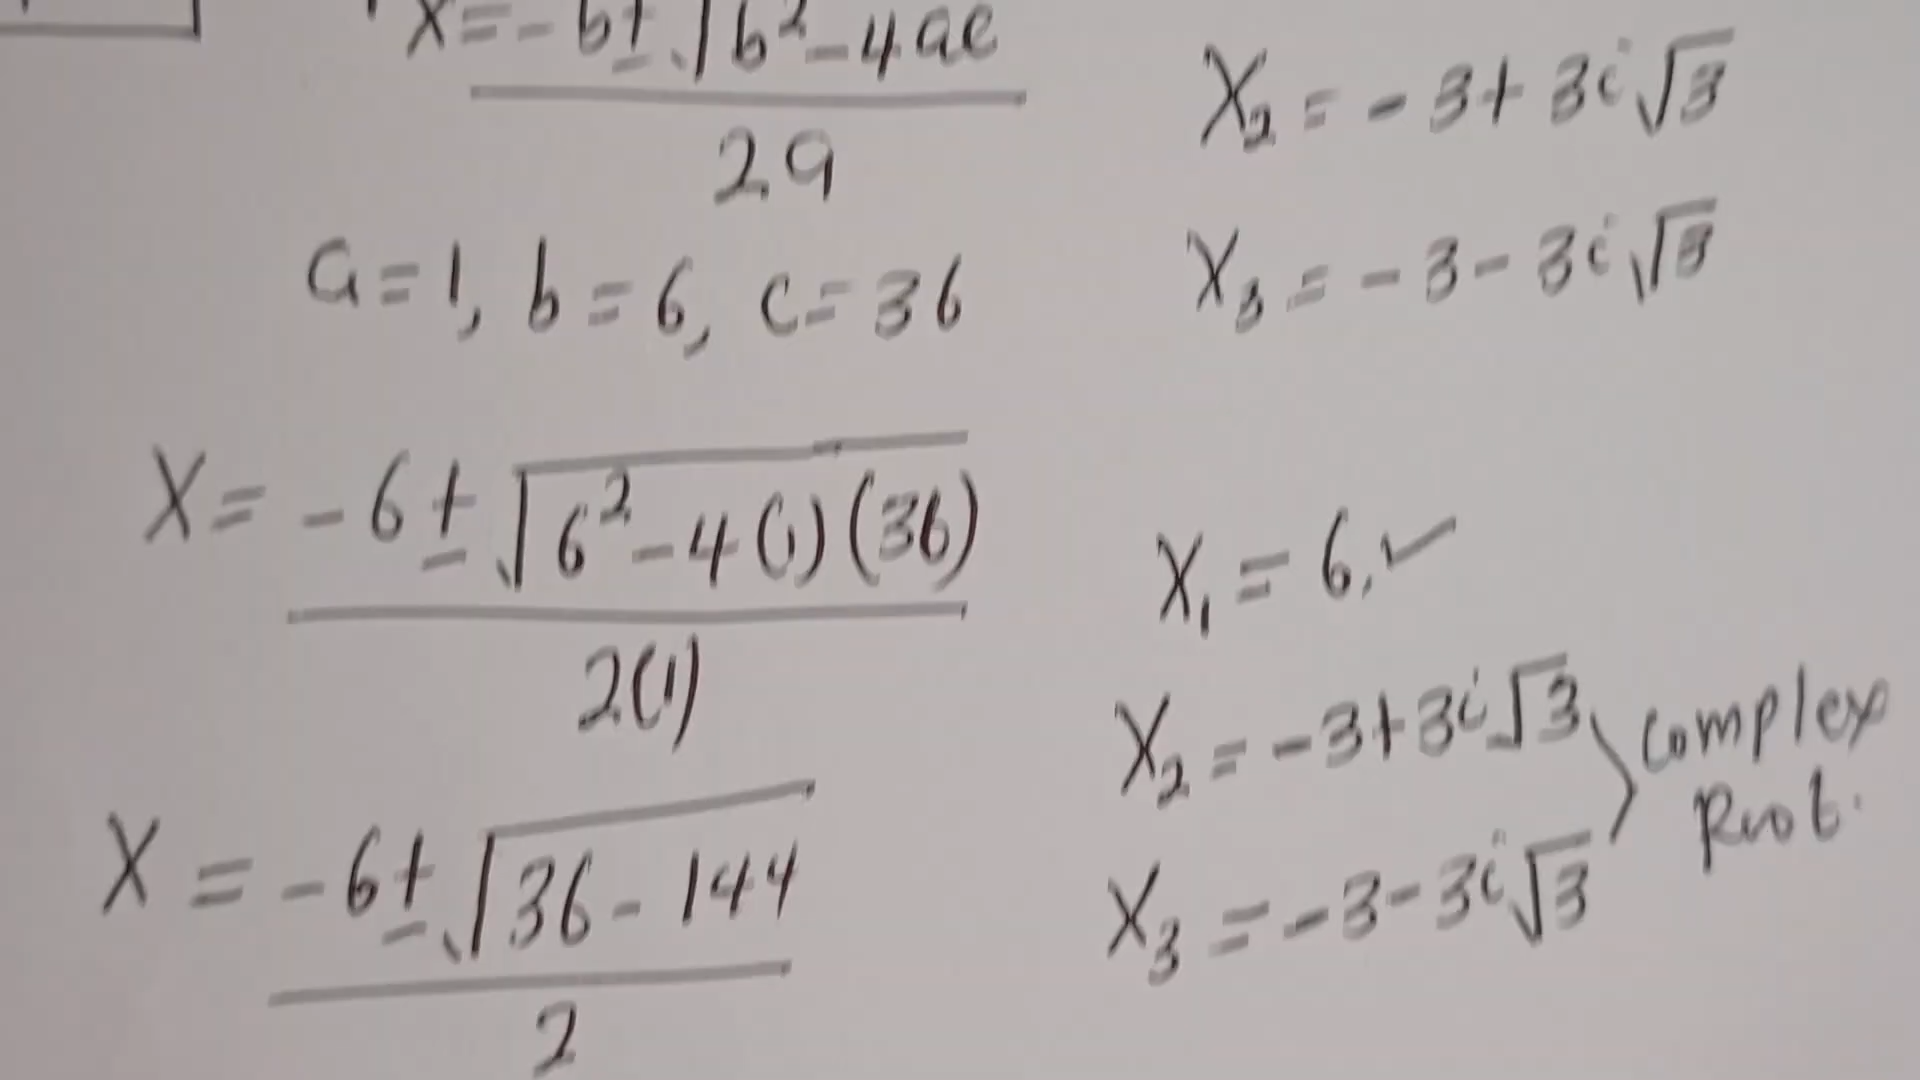 X = -b ± √b² - 4ac
2a
a = 1, b = 6, c = 36
X = -6 ± √6² - 4(1)(36)
2(1)
X = -6 ± √36 - 144
2
X₂ = -3 + 3i√3
X₃ = -3 - 3i√3
X₁ = 6, ✓
X₂ = -3 + 3i√3
complex
Root.
X₃ = -3 - 3i√3